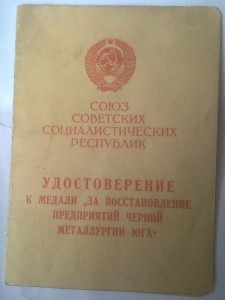 СОЮЗ
СОВЕТСКИХ
СОЦИАЛИСТИЧЕСКИХ
РЕСПУБЛИК
УДОСТОВЕРЕНИЕ
К МЕДАЛИ „ЗА ВОССТАНОВЛЕНИЕ
ПРЕДПРИЯТИЙ ЧЕРНОЙ
МЕТАЛЛУРГИИ ЮГА“